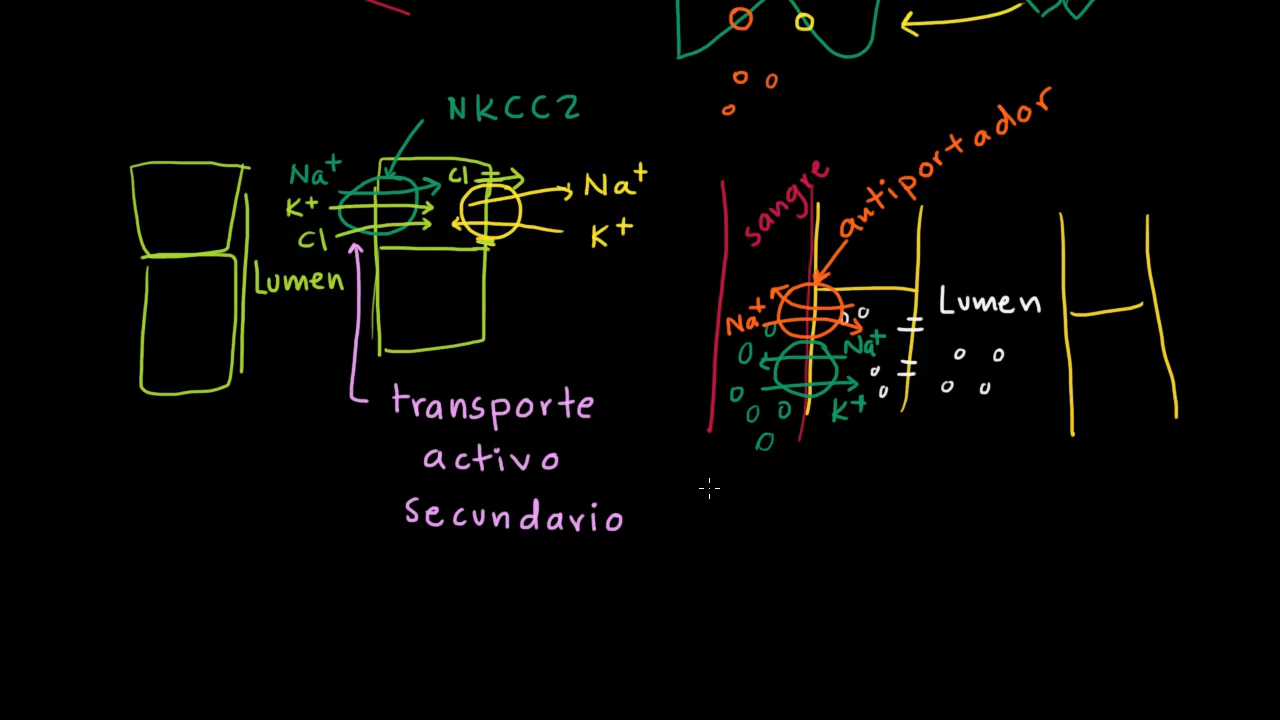 NKCC2
Na+
K+
Cl
Cl
Na+
K+
Lumen
transporte
activo
secundario
sangre
antiportador
Na+
Na+
K+
Lumen